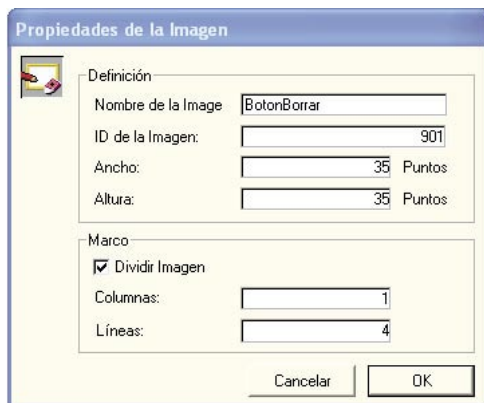 Propiedades de la Imagen
Definición
Nombre de la Image BotonBorrar
ID de la Imagen: 901
Ancho: 35 Puntos
Altura: 35 Puntos
Marco
Dividir Imagen
Columnas: 1
Líneas: 4
Cancelar OK